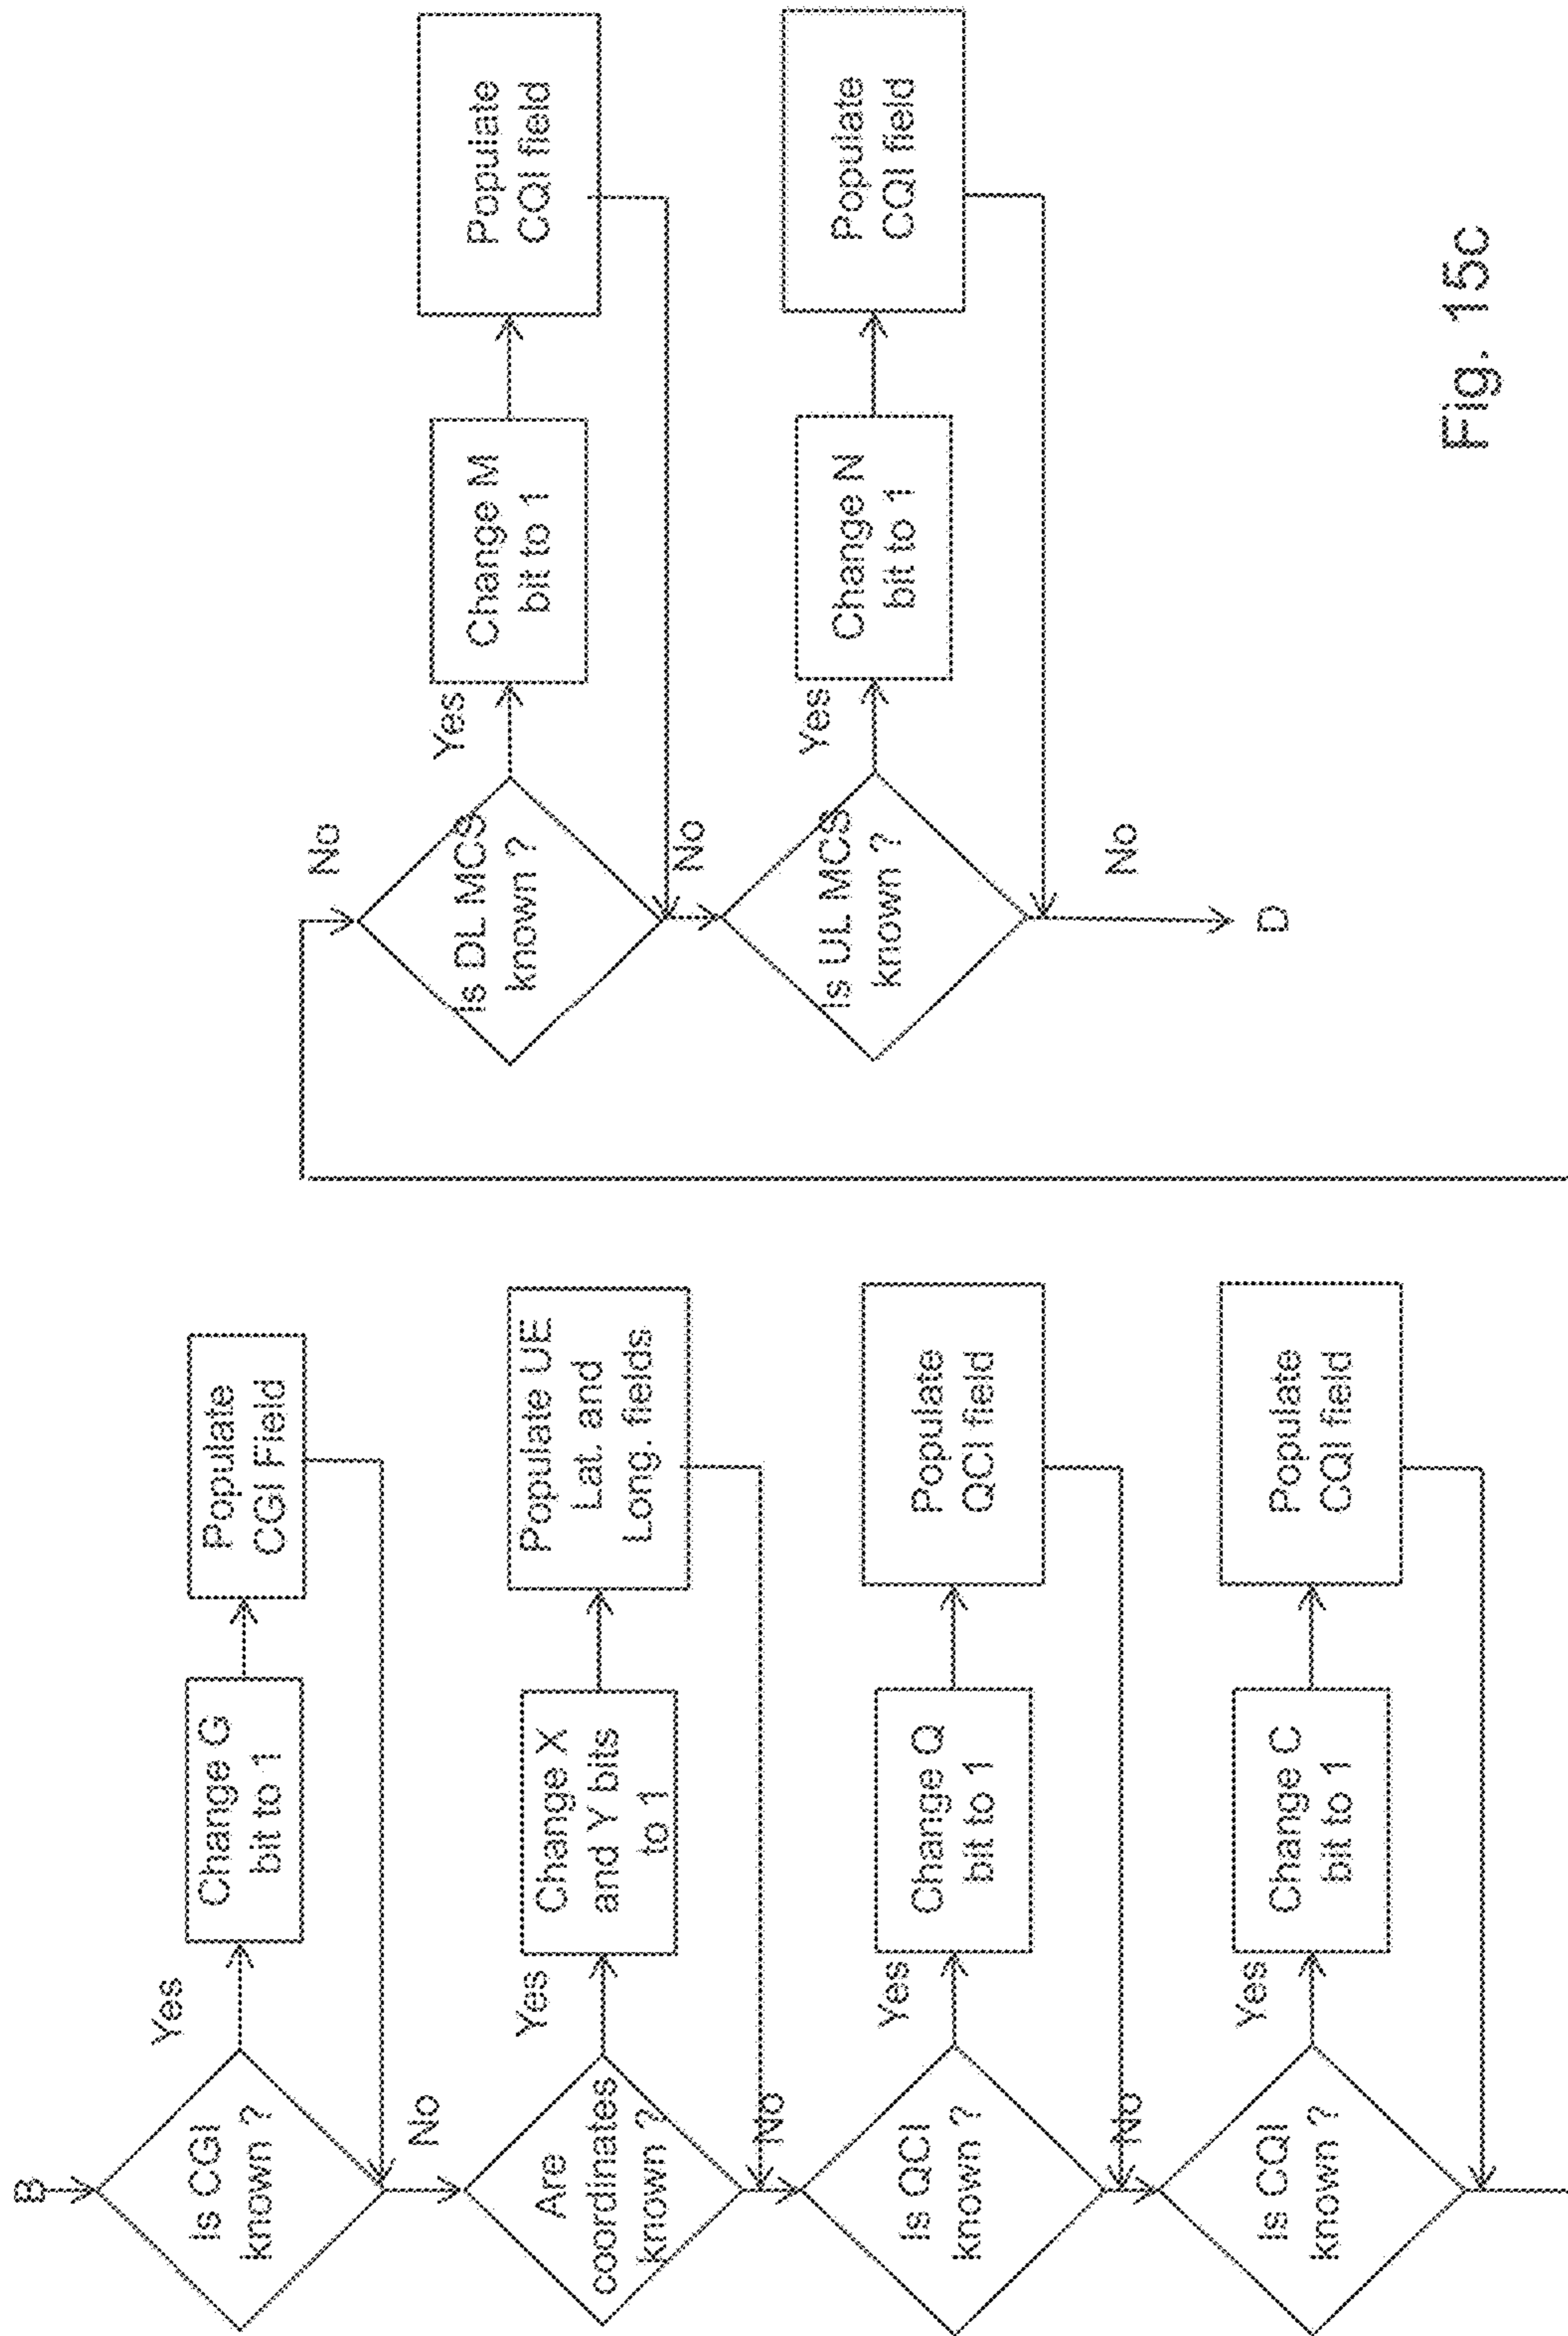 B
Is CGI
known ?
Yes
Change G
bit to 1
Populate
CGI Field
No
Are
coordinates
known ?
Yes
Change X
and Y bits
to 1
Populate UE
Lat. and
Long. fields
No
Is QCI
known ?
Yes
Change Q
bit to 1
Populate
QCI field
No
Is CQI
known ?
Yes
Change C
bit to 1
Populate
CQI field
No
Is DL MCS
known ?
Yes
Change M
bit to 1
Populate
CQI field
No
Is UL MCS
known ?
Yes
Change N
bit to 1
Populate
CQI field
No
D
Fig. 15c